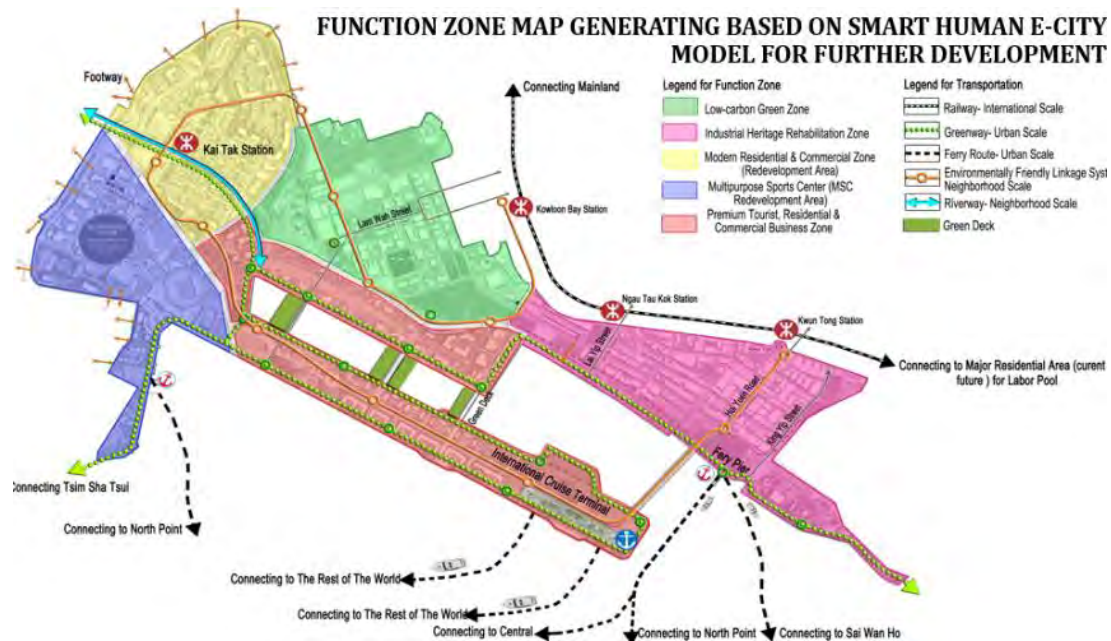 FUNCTION ZONE MAP GENERATING BASED ON SMART HUMAN E-CITY
MODEL FOR FURTHER DEVELOPMENT
Legend for Function Zone
Low-carbon Green Zone
Industrial Heritage Rehabilitation Zone
Modern Residential & Commercial Zone
(Redevelopment Area)
Multipurpose Sports Center (MSC
Redevelopment Area)
Premium Tourist, Residential &
Commercial Business Zone
Legend for Transportation
Railway- International Scale
Greenway- Urban Scale
Ferry Route- Urban Scale
Environmentally Friendly Linkage Syst
Neighborhood Scale
Riverway- Neighborhood Scale
Green Deck
Footway
Kai Tak Station
Connecting Mainland
Kowloon Bay Station
Lam Wah Street
Ngau Tau Kok Station
Kwun Tong Station
Lai Yip Street
Hoi Yuen Road
King Yip Street
Connecting to Major Residential Area (curent
future ) for Labor Pool
Green Deck
International Cruise Terminal
Fery Pier
Connecting Tsim Sha Tsui
Connecting to North Point
Connecting to The Rest of The World
Connecting to The Rest of The World
Connecting to Central
Connecting to North Point
Connecting to Sai Wan Ho